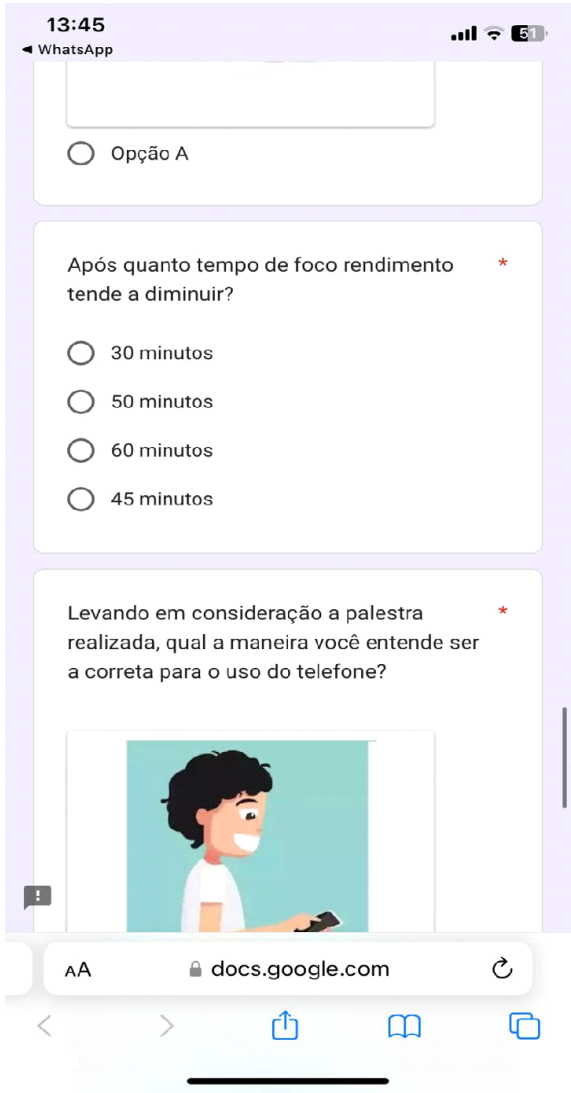 13:45
51
WhatsApp
Opção A
Após quanto tempo de foco rendimento *
tende a diminuir?
30 minutos
50 minutos
60 minutos
45 minutos
Levando em consideração a palestra *
realizada, qual a maneira você entende ser
a correta para o uso do telefone?
!
AA docs.google.com